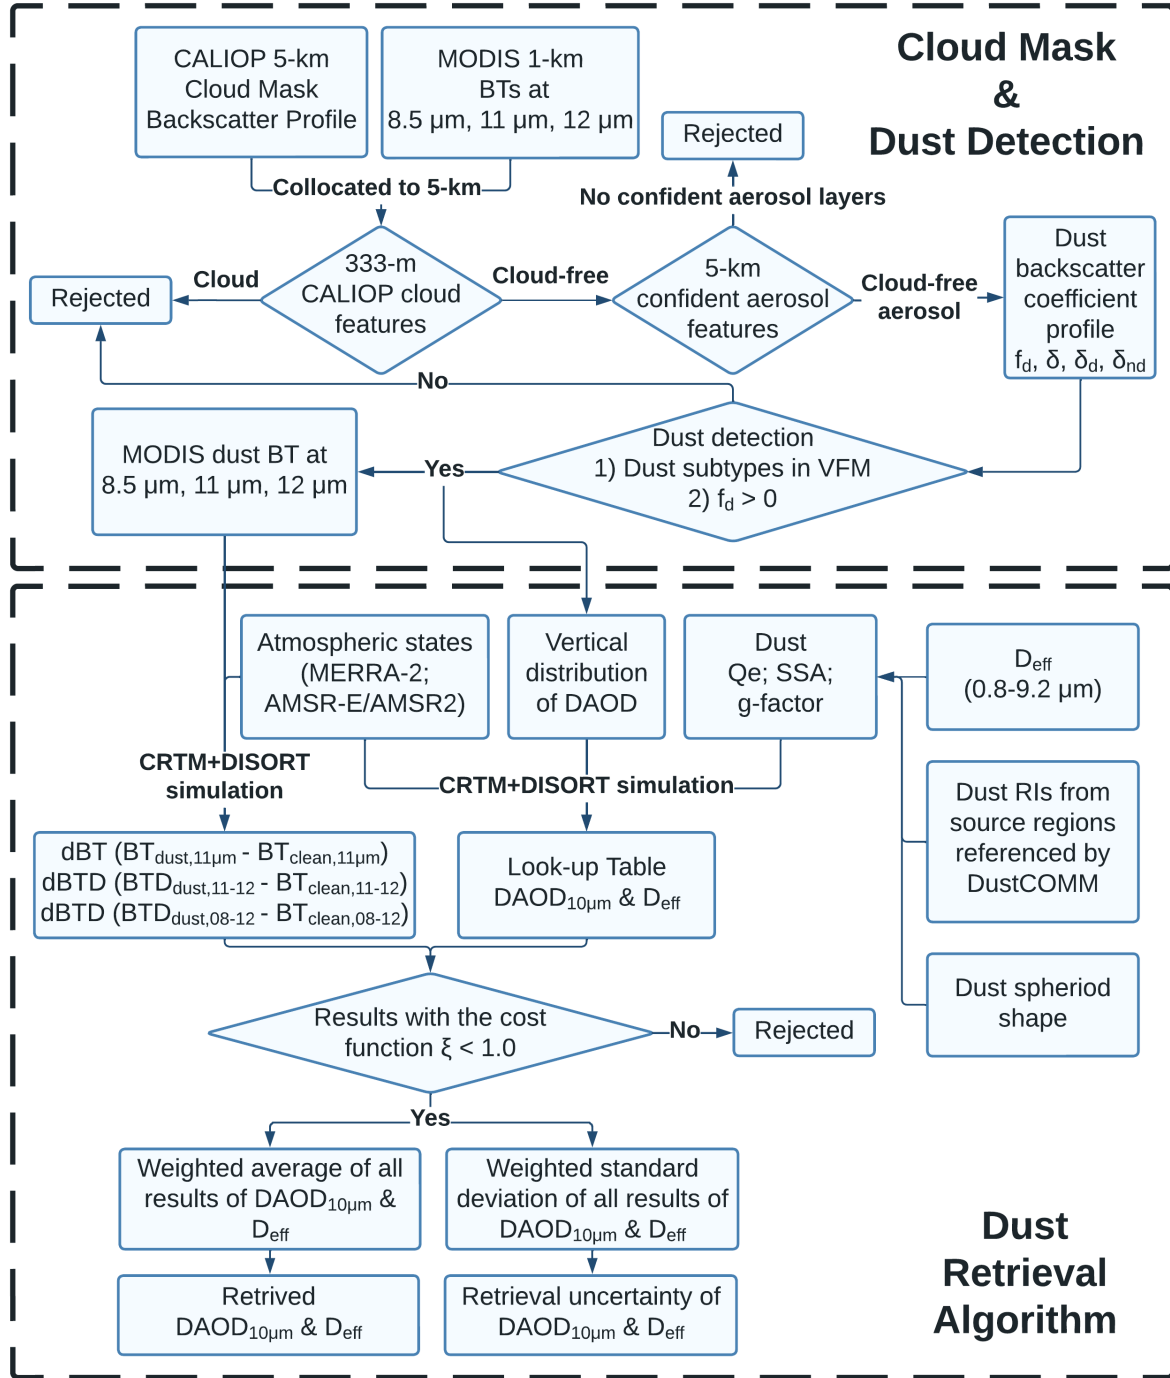 CALIOP 5-km
Cloud Mask
Backscatter Profile
MODIS 1-km
BTs at
8.5 μm, 11 μm, 12 μm
Cloud Mask
&
Dust Detection
Rejected
Collocated to 5-km
No confident aerosol layers
333-m
CALIOP cloud
features
Cloud
Rejected
Cloud-free
5-km
confident aerosol
features
Cloud-free
aerosol
Dust
backscatter
coefficient
profile
fd, δ, δd, δnd
No
Dust detection
1) Dust subtypes in VFM
2) fd > 0
Yes
MODIS dust BT at
8.5 μm, 11 μm, 12 μm
Atmospheric states
(MERRA-2;
AMSR-E/AMSR2)
Vertical
distribution
of DAOD
Dust
Qe; SSA;
g-factor
Deff
(0.8-9.2 μm)
CRTM+DISORT
simulation
CRTM+DISORT simulation
Dust RIs from
source regions
referenced by
DustCOMM
dBT (BTdust,11μm - BTclean,11μm)
dBTD (BTDdust,11-12 - BTclean,11-12)
dBTD (BTDdust,08-12 - BTclean,08-12)
Look-up Table
DAOD10μm & Deff
Dust spheriod
shape
Results with the cost
function ξ < 1.0
No
Rejected
Yes
Weighted average of all
results of DAOD10μm &
Deff
Weighted standard
deviation of all results of
DAOD10μm & Deff
Retrived
DAOD10μm & Deff
Retrieval uncertainty of
DAOD10μm & Deff
Dust
Retrieval
Algorithm